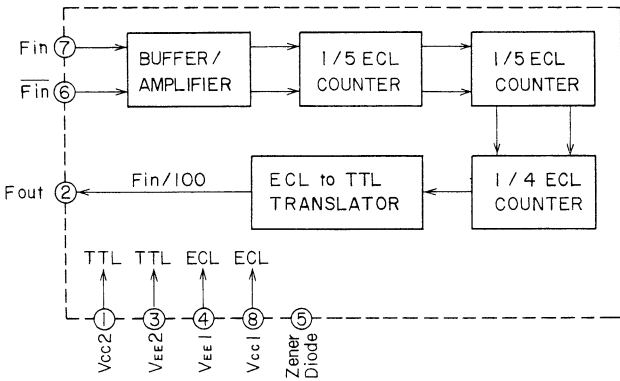 Fin
7
BUFFER/
AMPLIFIER
1/5 ECL
COUNTER
1/5 ECL
COUNTER
Fin
6
Fout
2
Fin/100
ECL to TTL
TRANSLATOR
1/4 ECL
COUNTER
TTL
TTL
ECL
ECL
1
3
4
8
5
Vcc2
VEE2
VEE1
Vcc1
Zener
Diode